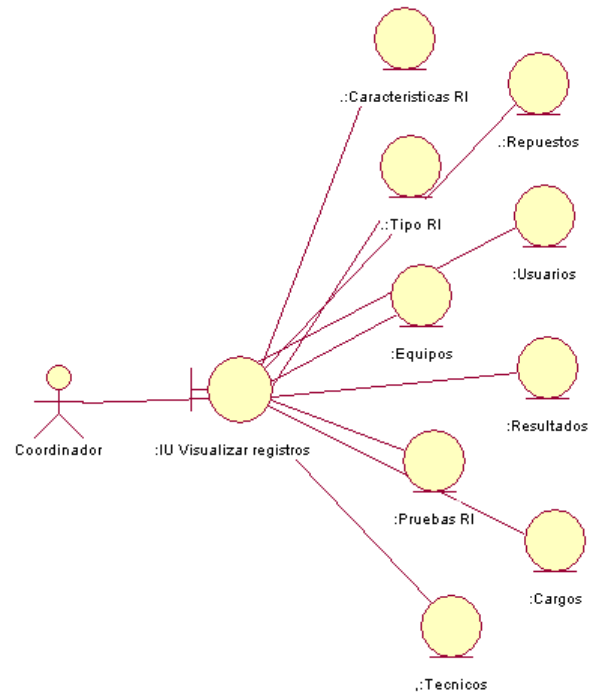 .:Caracteristicas RI
.:Repuestos
.:Tipo RI
:Usuarios
:Equipos
:Resultados
Coordinador
:IU Visualizar registros
:Pruebas RI
:Cargos
,:Tecnicos